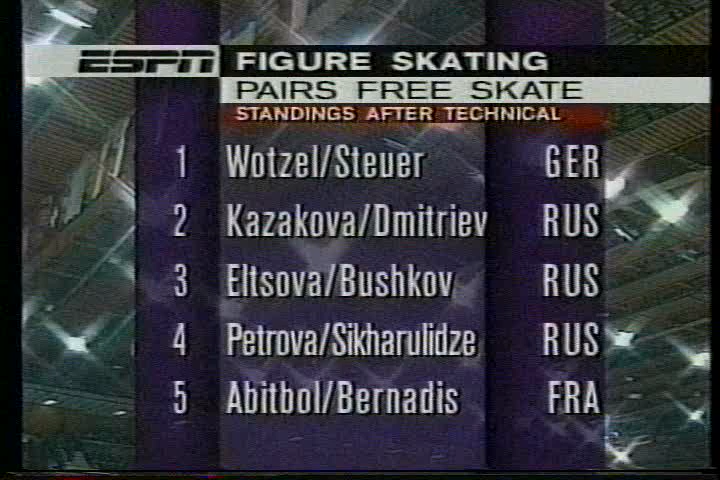 ESPN FIGURE SKATING
PAIRS FREE SKATE
STANDINGS AFTER TECHNICAL
1 Wotzel/Steuer GER
2 Kazakova/Dmitriev RUS
3 Eltsova/Bushkov RUS
4 Petrova/Sikharulidze RUS
5 Abitbol/Bernadis FRA